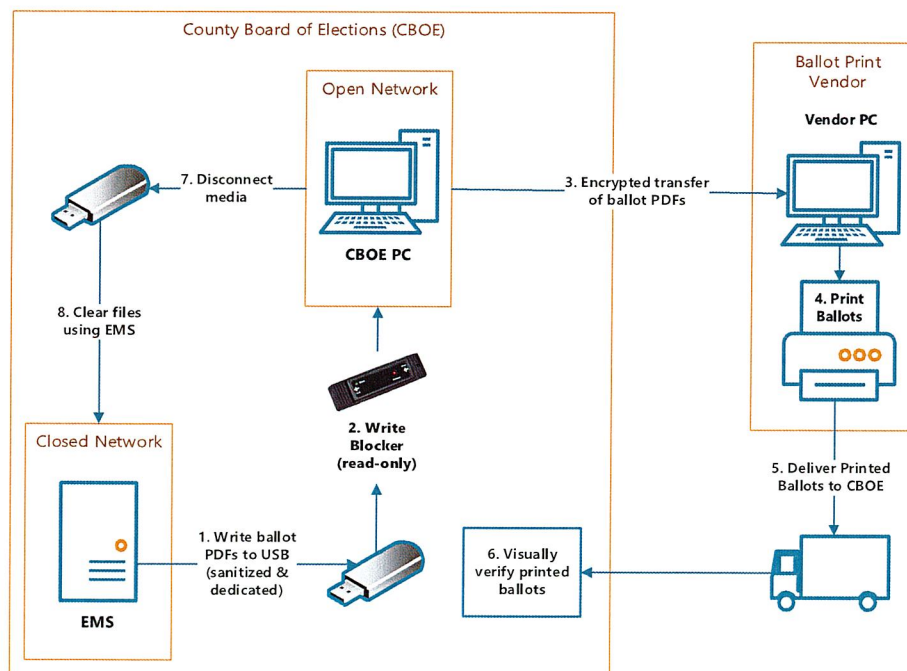 County Board of Elections (CBOE)
Open Network
CBOE PC
7. Disconnect
media
3. Encrypted transfer
of ballot PDFs
Ballot Print
Vendor
Vendor PC
4. Print
Ballots
8. Clear files
using EMS
2. Write
Blocker
(read-only)
Closed Network
EMS
1. Write ballot
PDFs to USB
(sanitized &
dedicated)
5. Deliver Printed
Ballots to CBOE
6. Visually
verify printed
ballots